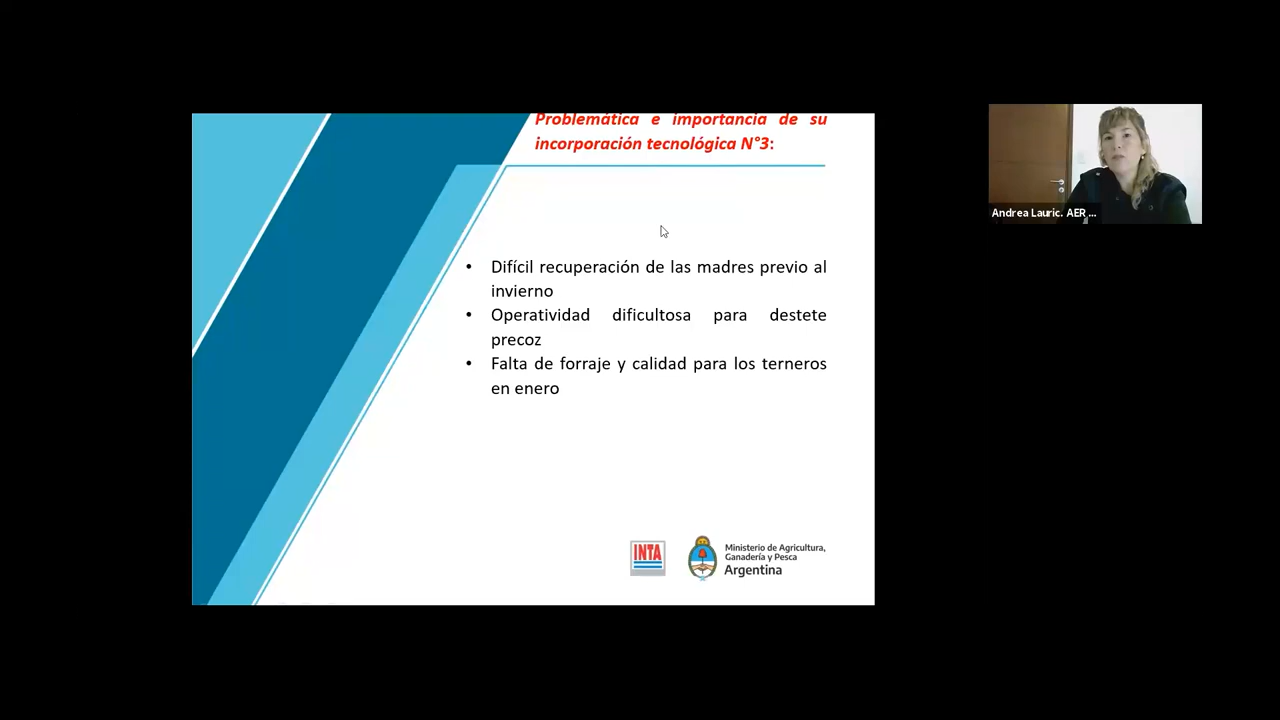 Problemática e importancia de su
incorporación tecnológica N°3:
• Difícil recuperación de las madres previo al
invierno
• Operatividad dificultosa para destete
precoz
• Falta de forraje y calidad para los terneros
en enero
INTA
Ministerio de Agricultura,
Ganadería y Pesca
Argentina
Andrea Lauric. AER ...